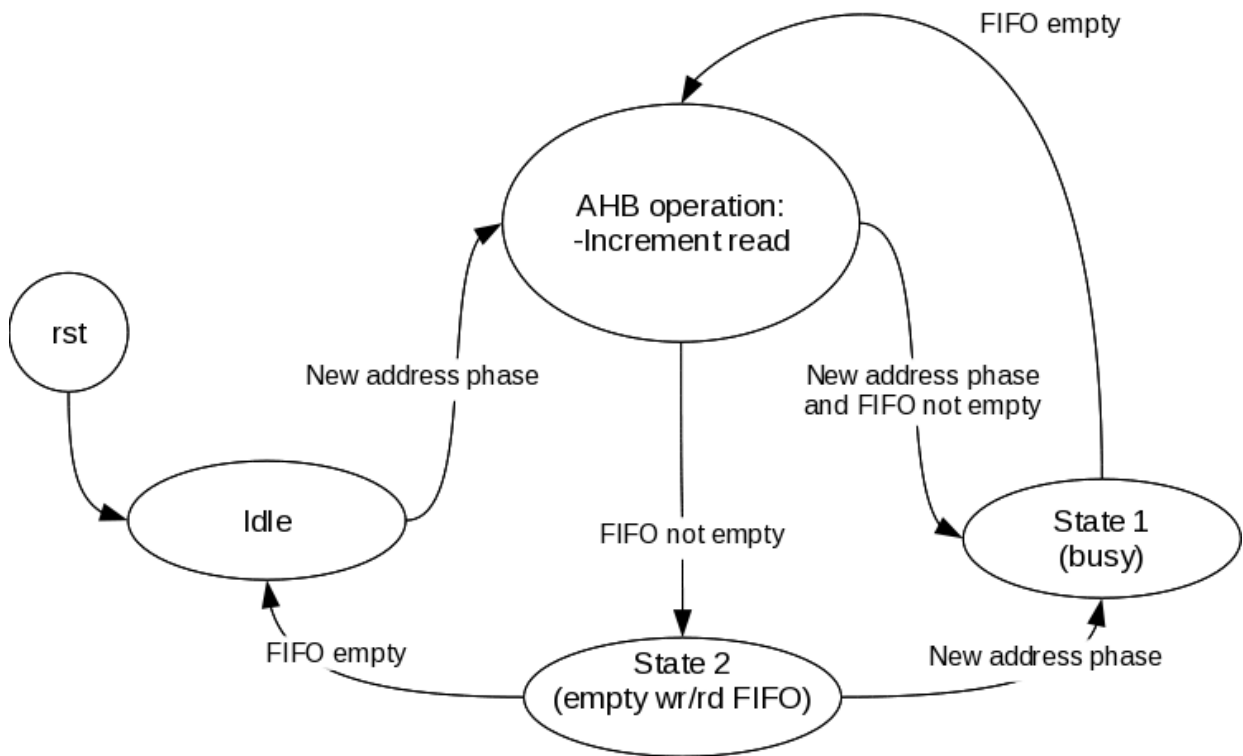 FIFO empty
AHB operation:
-Increment read
rst
New address phase
New address phase
and FIFO not empty
Idle
FIFO not empty
State 1
(busy)
FIFO empty
State 2
(empty wr/rd FIFO)
New address phase